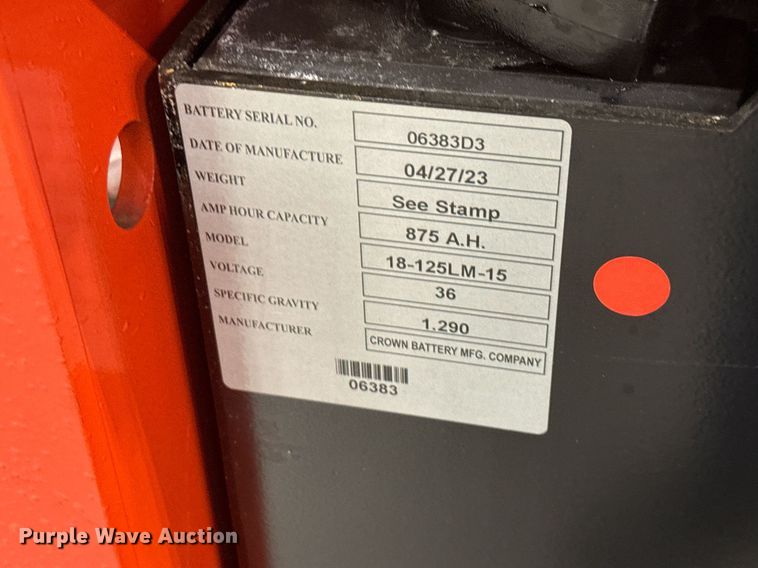 BATTERY SERIAL NO. 06383D3
DATE OF MANUFACTURE 04/27/23
WEIGHT See Stamp
AMP HOUR CAPACITY 875 A.H.
MODEL 18-125LM-15
VOLTAGE 36
SPECIFIC GRAVITY 1.290
MANUFACTURER CROWN BATTERY MFG. COMPANY
06383
Purple Wave Auction